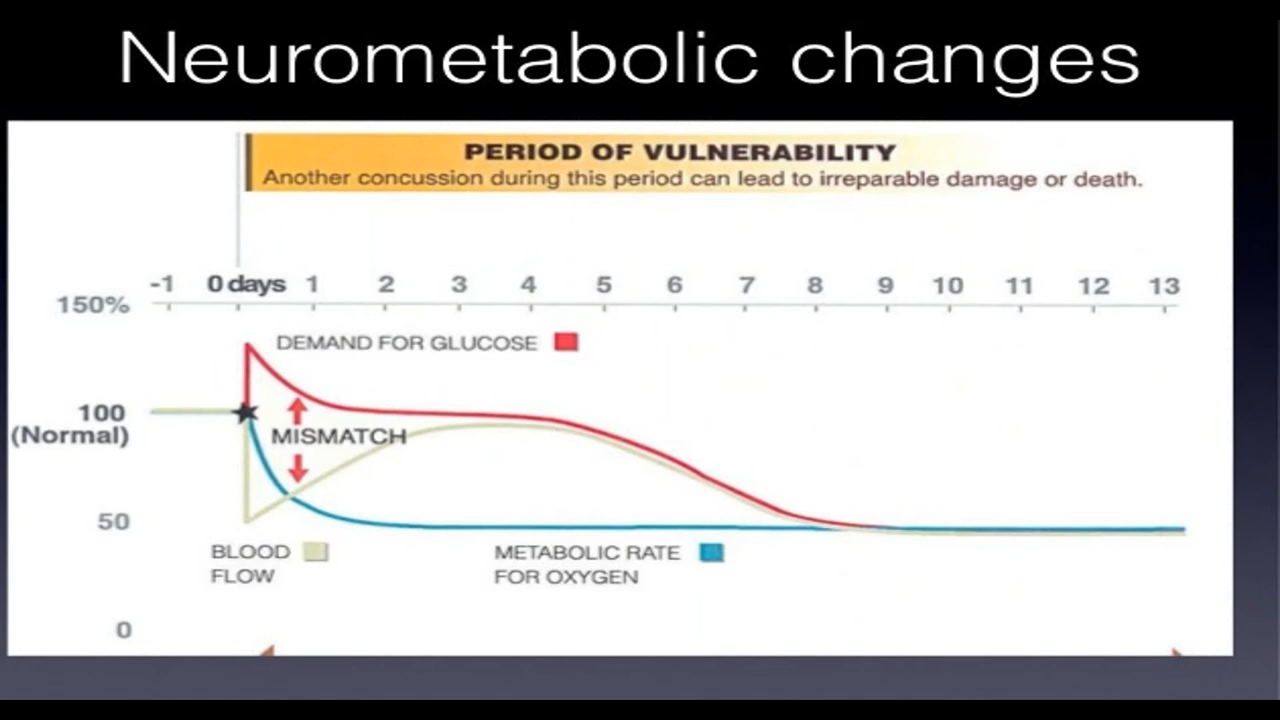 Neurometabolic changes
PERIOD OF VULNERABILITY
Another concussion during this period can lead to irreparable damage or death.
-1 0 days 1 2 3 4 5 6 7 8 9 10 11 12 13
150%
DEMAND FOR GLUCOSE
100
(Normal)
MISMATCH
50
BLOOD
FLOW
METABOLIC RATE
FOR OXYGEN
0